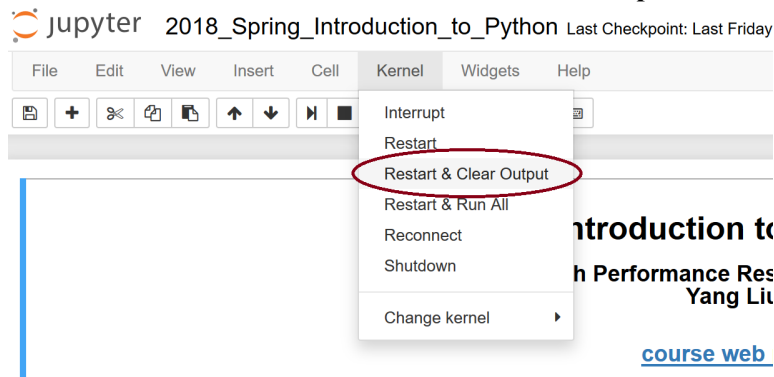 jupyter 2018_Spring_Introduction_to_Python Last Checkpoint: Last Friday
File Edit View Insert Cell Kernel Widgets Help
Interrupt
Restart
Restart & Clear Output
Restart & Run All
Reconnect
Shutdown
Change kernel
ntroduction to
h Performance Res
Yang Liu
course web